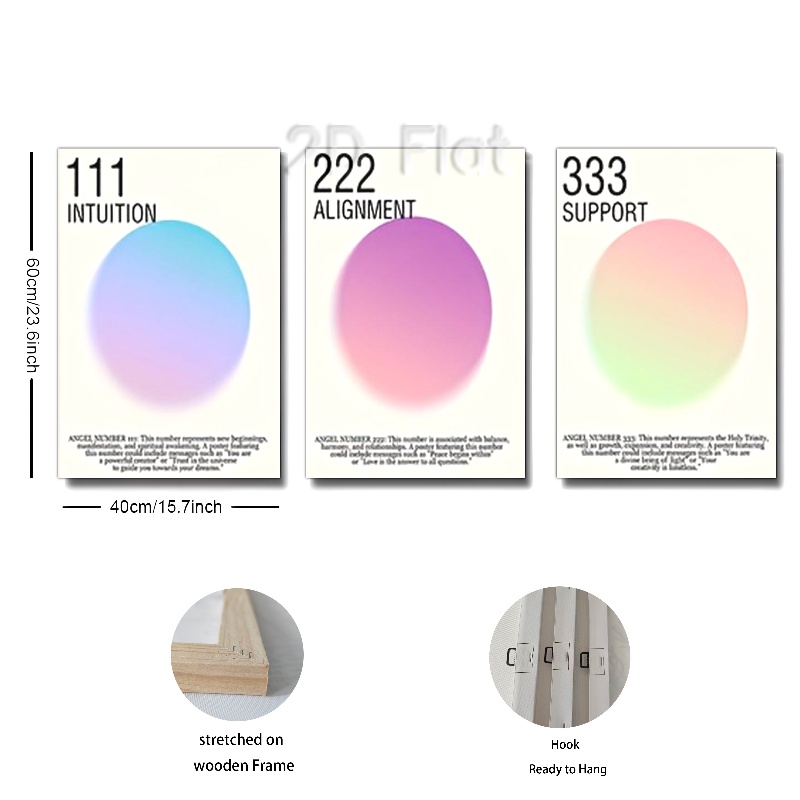 2D Flat
111
INTUITION
ANGEL NUMBER 111: This number represents new beginnings,
manifestation, and spiritual awakening. A poster featuring
this number could include messages such as "You are
a powerful creator" or "Trust in the universe
to guide you towards your dreams."
222
ALIGNMENT
ANGEL NUMBER 222: This number is associated with balance,
harmony, and relationships. A poster featuring this number
could include messages such as "Peace begins within"
or "Love is the answer to all questions."
333
SUPPORT
ANGEL NUMBER 333: This number represents the Holy Trinity,
as well as growth, expansion, and creativity. A poster featuring
this number could include messages such as "You are
a divine being of light" or "Your
creativity is limitless."
60cm/23.6inch
40cm/15.7inch
stretched on
wooden Frame
Hook
Ready to Hang